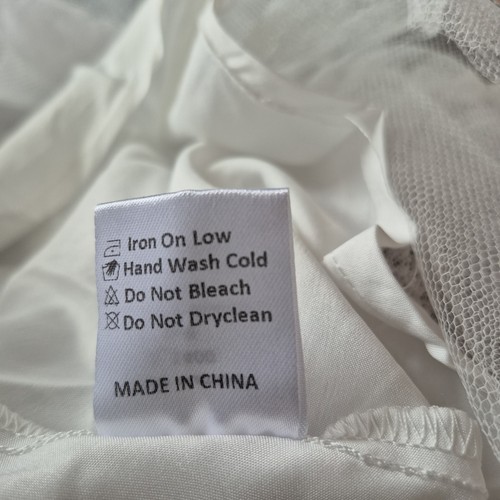 Iron On Low
Hand Wash Cold
Do Not Bleach
Do Not Dryclean
MADE IN CHINA